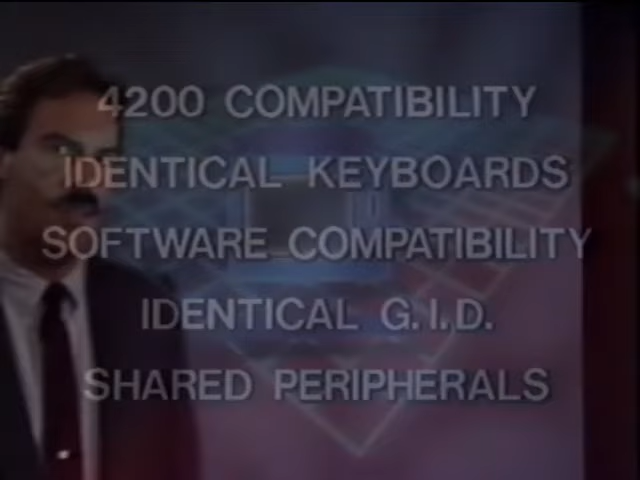 4200 COMPATIBILITY
IDENTICAL KEYBOARDS
SOFTWARE COMPATIBILITY
IDENTICAL G.I.D.
SHARED PERIPHERALS